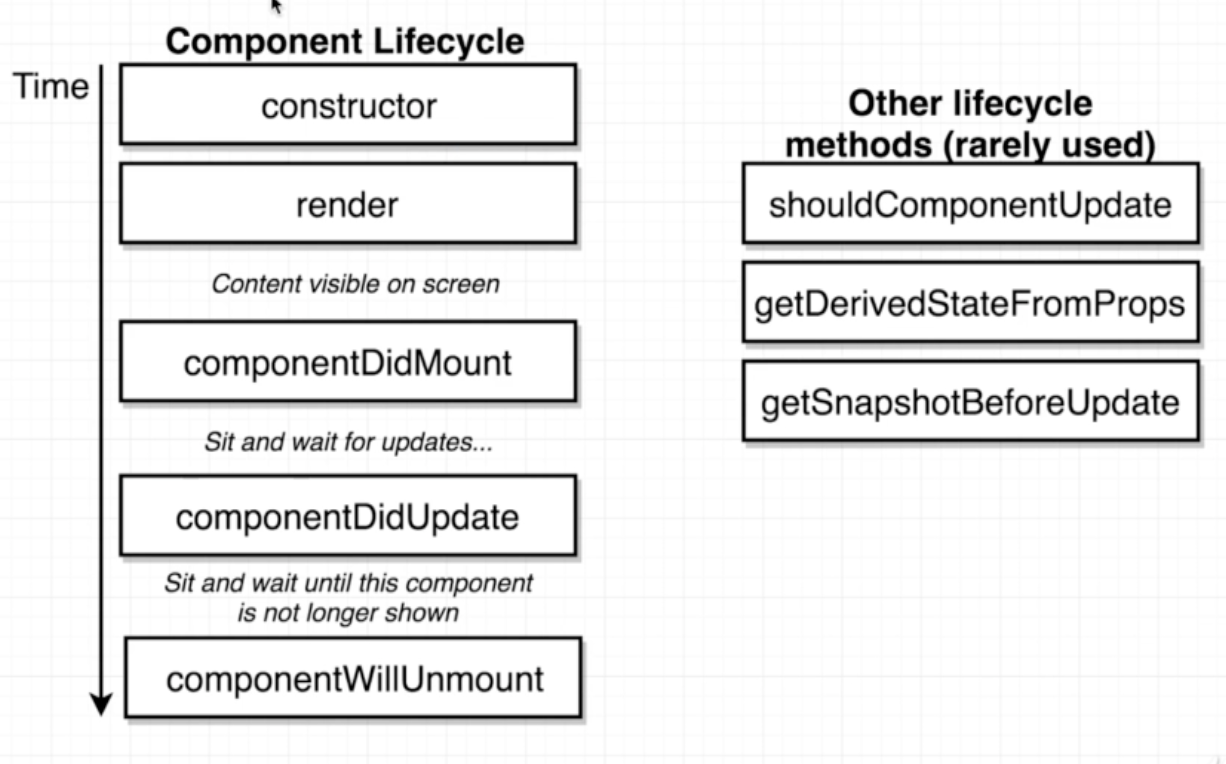 Component Lifecycle
Time
constructor
render
Content visible on screen
componentDidMount
Sit and wait for updates...
componentDidUpdate
Sit and wait until this component
is not longer shown
componentWillUnmount
Other lifecycle
methods (rarely used)
shouldComponentUpdate
getDerivedStateFromProps
getSnapshotBeforeUpdate